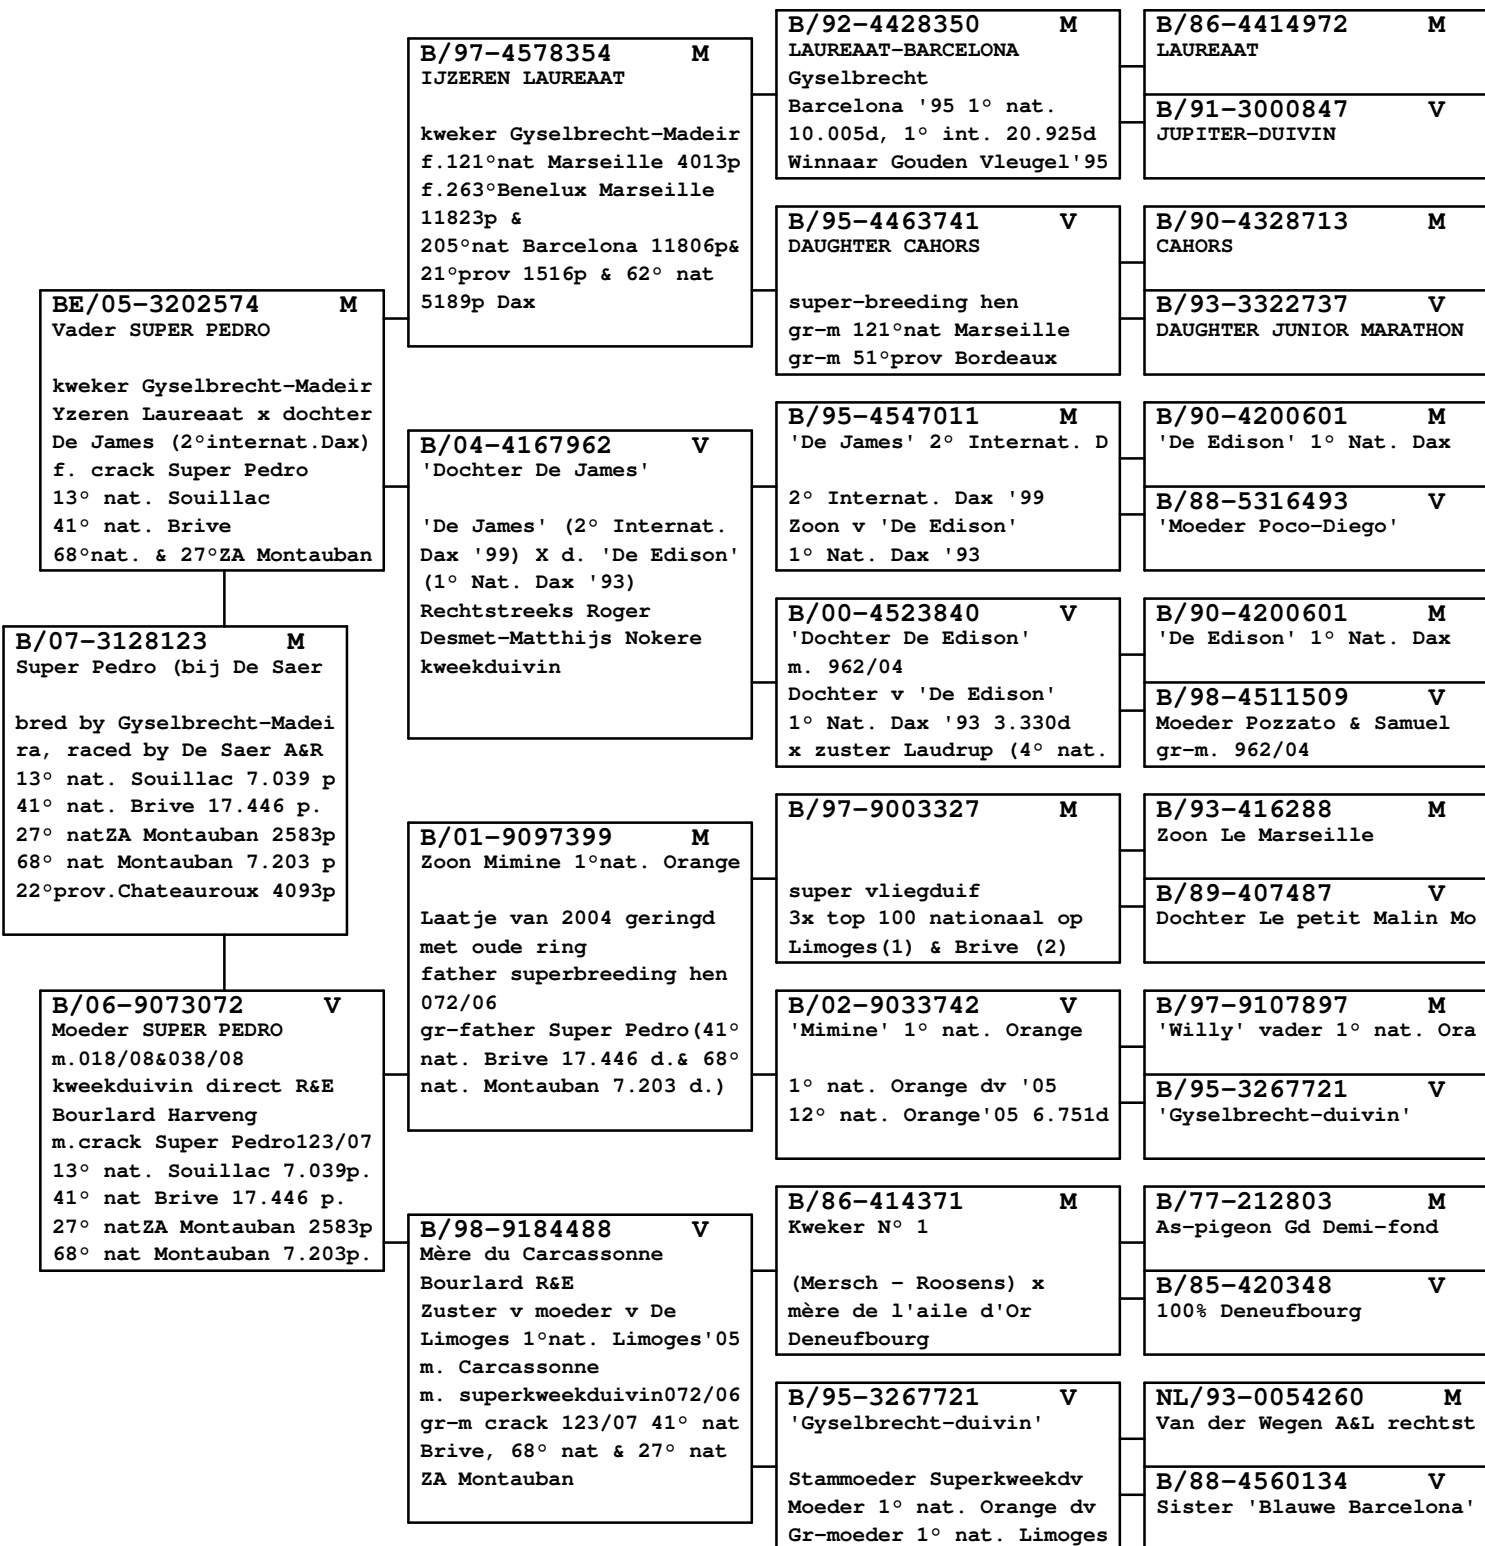 B/07-3128123 M
Super Pedro (bij De Saer
bred by Gyselbrecht-Madei
ra, raced by De Saer A&R
13° nat. Souillac 7.039 p
41° nat. Brive 17.446 p.
27° natZA Montauban 2583p
68° nat Montauban 7.203 p
22°prov.Chateauroux 4093p
BE/05-3202574 M
Vader SUPER PEDRO
kweker Gyselbrecht-Madeir
Yzeren Laureaat x dochter
De James (2°internat.Dax)
f. crack Super Pedro
13° nat. Souillac
41° nat. Brive
68°nat. & 27°ZA Montauban
B/06-9073072 V
Moeder SUPER PEDRO
m.018/08&038/08
kweekduivin direct R&E
Bourlard Harveng
m.crack Super Pedro123/07
13° nat. Souillac 7.039p.
41° nat Brive 17.446 p.
27° natZA Montauban 2583p
68° nat Montauban 7.203p.
B/97-4578354 M
IJZEREN LAUREAAT
kweker Gyselbrecht-Madeir
f.121°nat Marseille 4013p
f.263°Benelux Marseille
11823p &
205°nat Barcelona 11806p&
21°prov 1516p & 62° nat
5189p Dax
B/04-4167962 V
'Dochter De James'
'De James' (2° Internat.
Dax '99) X d. 'De Edison'
(1° Nat. Dax '93)
Rechtstreeks Roger
Desmet-Matthijs Nokere
kweekduivin
B/01-9097399 M
Zoon Mimine 1°nat. Orange
Laatje van 2004 geringd
met oude ring
father superbreeding hen
072/06
gr-father Super Pedro(41°
nat. Brive 17.446 d.& 68°
nat. Montauban 7.203 d.)
B/98-9184488 V
Mère du Carcassonne
Bourlard R&E
Zuster v moeder v De
Limoges 1°nat. Limoges'05
m. Carcassonne
m. superkweekduivin072/06
gr-m crack 123/07 41° nat
Brive, 68° nat & 27° nat
ZA Montauban
B/92-4428350 M
LAUREAAT-BARCELONA
Gyselbrecht
Barcelona '95 1° nat.
10.005d, 1° int. 20.925d
Winnaar Gouden Vleugel'95
B/95-4463741 V
DAUGHTER CAHORS
super-breeding hen
gr-m 121°nat Marseille
gr-m 51°prov Bordeaux
B/95-4547011 M
'De James' 2° Internat. D
2° Internat. Dax '99
Zoon v 'De Edison'
1° Nat. Dax '93
B/00-4523840 V
'Dochter De Edison'
m. 962/04
Dochter v 'De Edison'
1° Nat. Dax '93 3.330d
x zuster Laudrup (4° nat.
B/97-9003327 M
super vliegduif
3x top 100 nationaal op
Limoges(1) & Brive (2)
B/02-9033742 V
'Mimine' 1° nat. Orange
1° nat. Orange dv '05
12° nat. Orange'05 6.751d
B/86-414371 M
Kweker N° 1
(Mersch - Roosens) x
mère de l'aile d'Or
Deneufbourg
B/95-3267721 V
'Gyselbrecht-duivin'
Stammoeder Superkweekdv
Moeder 1° nat. Orange dv
Gr-moeder 1° nat. Limoges
B/86-4414972 M
LAUREAAT
B/91-3000847 V
JUPITER-DUIVIN
B/90-4328713 M
CAHORS
B/93-3322737 V
DAUGHTER JUNIOR MARATHON
B/90-4200601 M
'De Edison' 1° Nat. Dax
B/88-5316493 V
'Moeder Poco-Diego'
B/90-4200601 M
'De Edison' 1° Nat. Dax
B/98-4511509 V
Moeder Pozzato & Samuel
gr-m. 962/04
B/93-416288 M
Zoon Le Marseille
B/89-407487 V
Dochter Le petit Malin Mo
B/97-9107897 M
'Willy' vader 1° nat. Ora
B/95-3267721 V
'Gyselbrecht-duivin'
B/77-212803 M
As-pigeon Gd Demi-fond
B/85-420348 V
100% Deneufbourg
NL/93-0054260 M
Van der Wegen A&L rechtst
B/88-4560134 V
Sister 'Blauwe Barcelona'